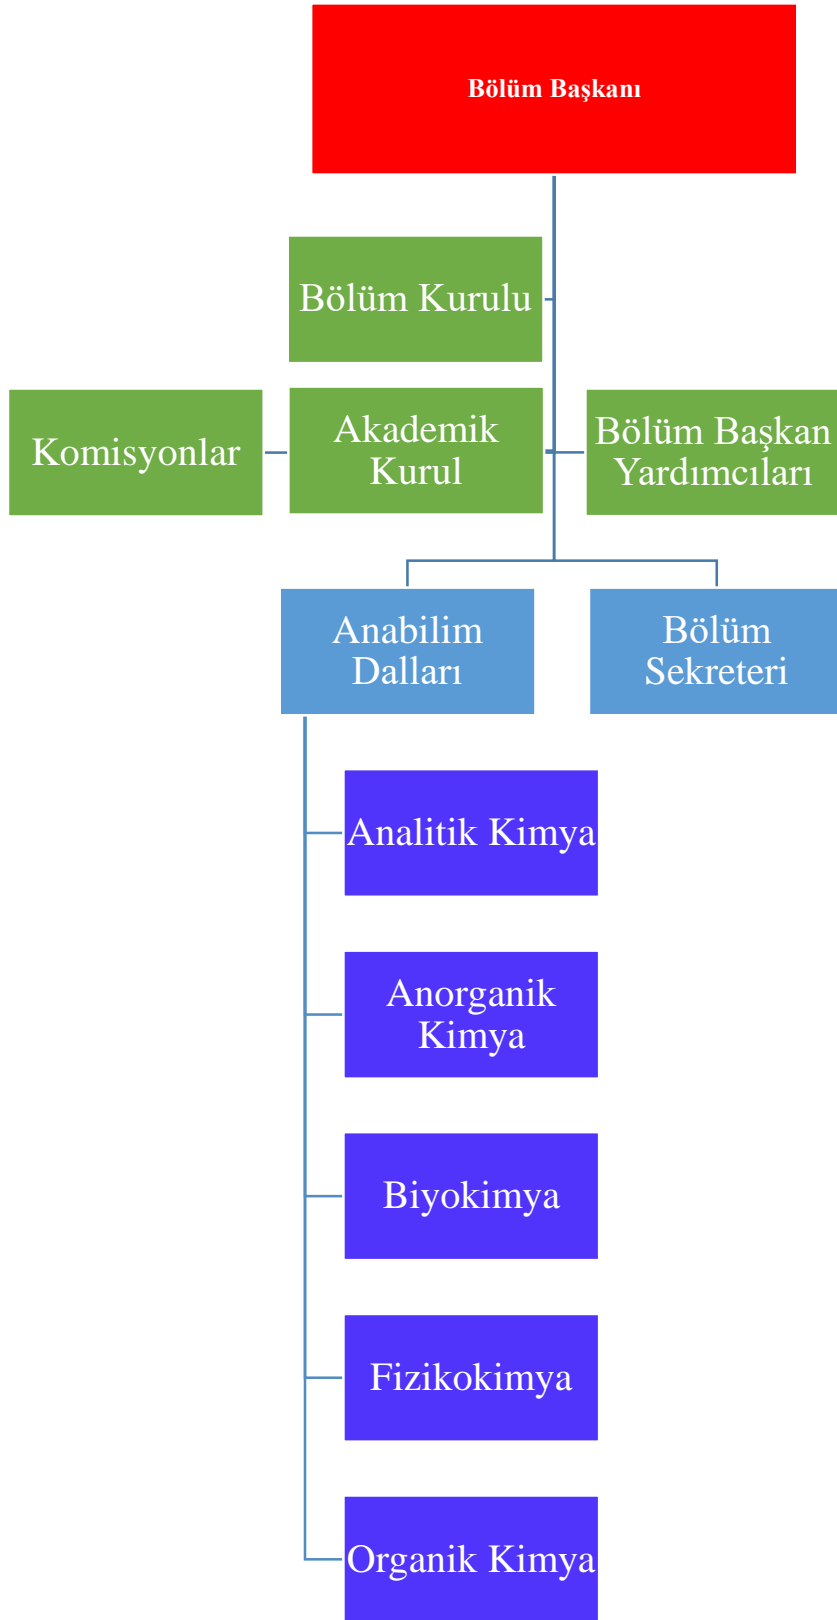 Bölüm Başkanı
Bölüm Kurulu
Komisyonlar
Akademik
Kurul
Bölüm Başkan
Yardımcıları
Anabilim
Dalları
Bölüm
Sekreteri
Analitik Kimya
Anorganik
Kimya
Biyokimya
Fizikokimya
Organik Kimya